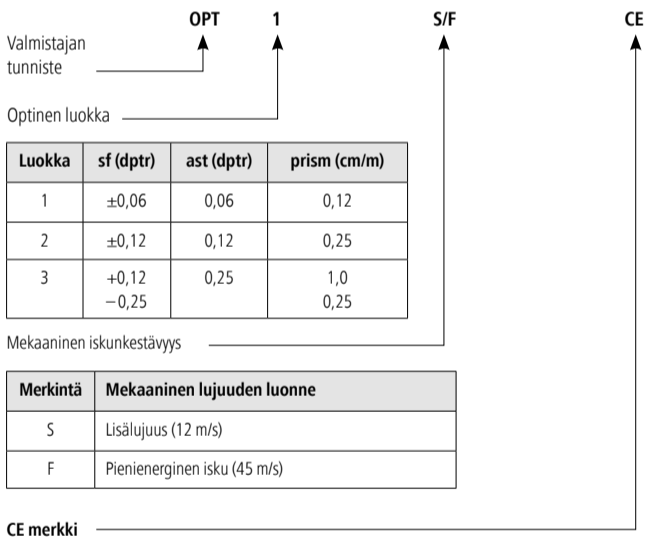 OPT 1 S/F CE
Valmistajan
tunniste
Optinen luokka
Luokka sf (dptr) ast (dptr) prism (cm/m)
1 ±0,06 0,06 0,12
2 ±0,12 0,12 0,25
3 +0,12 0,25 1,0
−0,25 0,25
Mekaaninen iskunkestävyys
Merkintä Mekaaninen lujuuden luonne
S Lisälujuus (12 m/s)
F Pienienerginen isku (45 m/s)
CE merkki